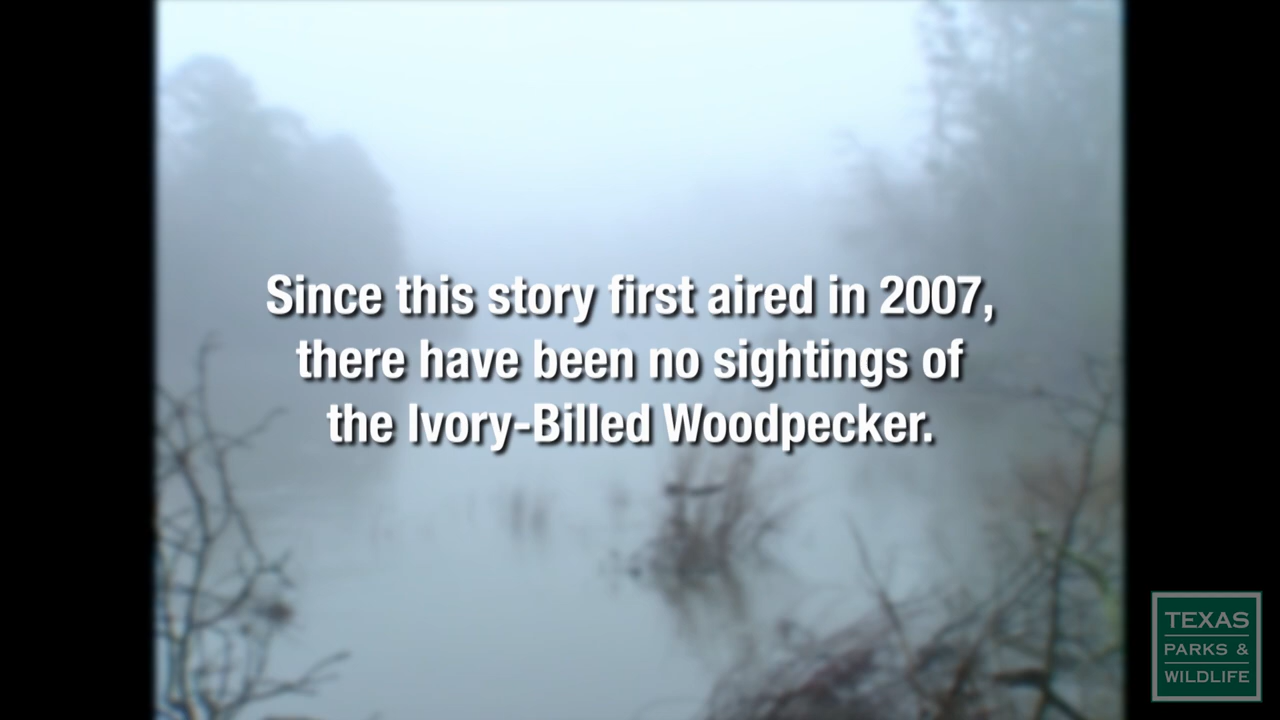 Since this story first aired in 2007,
there have been no sightings of
the Ivory-Billed Woodpecker.
TEXAS
PARKS &
WILDLIFE